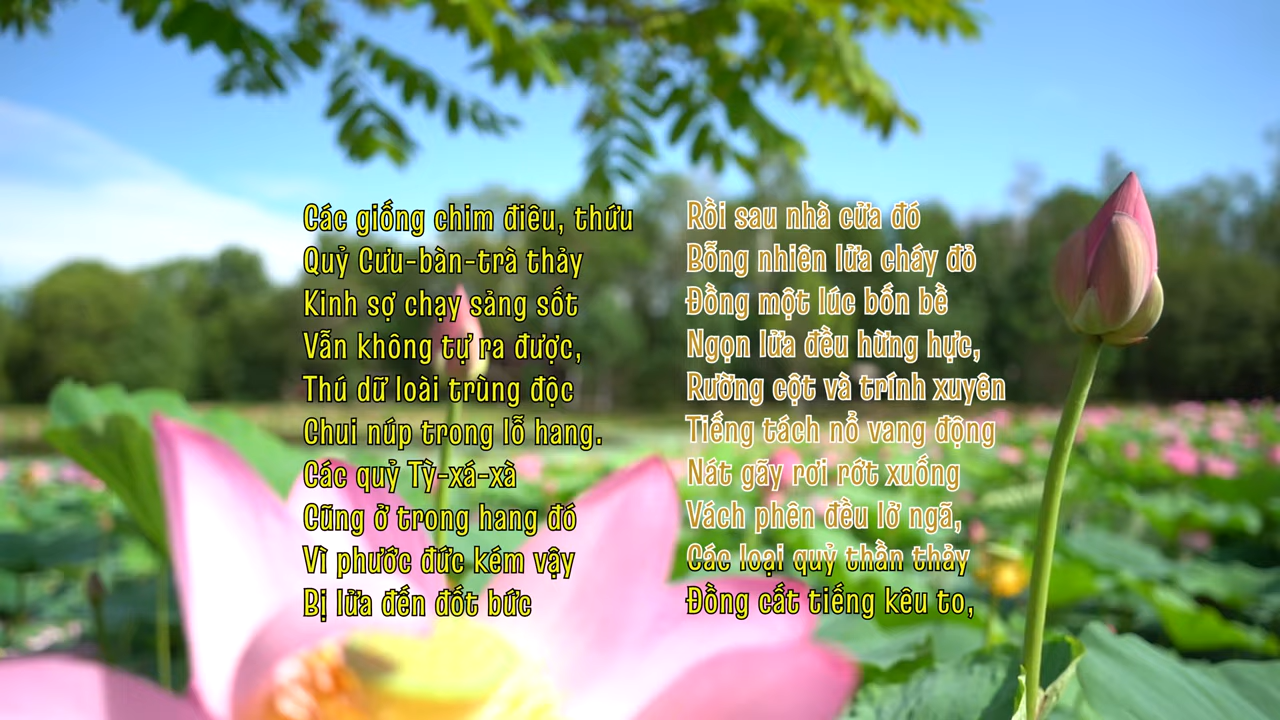 Các giống chim điêu, thứu
Quỷ Cưu-bàn-trà thảy
Kinh sợ chạy sảng sốt
Vẫn không tự ra được,
Thú dữ loài trùng độc
Chui núp trong lỗ hang.
Các quỷ Tỳ-xá-xà
Cũng ở trong hang đó
Vì phước đức kém vậy
Bị lửa đến đốt bức
Rồi sau nhà cửa đó
Bỗng nhiên lửa cháy đỏ
Đồng một lúc bốn bề
Ngọn lửa đều hừng hực,
Rường cột và trính xuyên
Tiếng tách nổ vang động
Nát gãy rơi rớt xuống
Vách phên đều lở ngã,
Các loại quỷ thần thảy
Đồng cất tiếng kêu to,